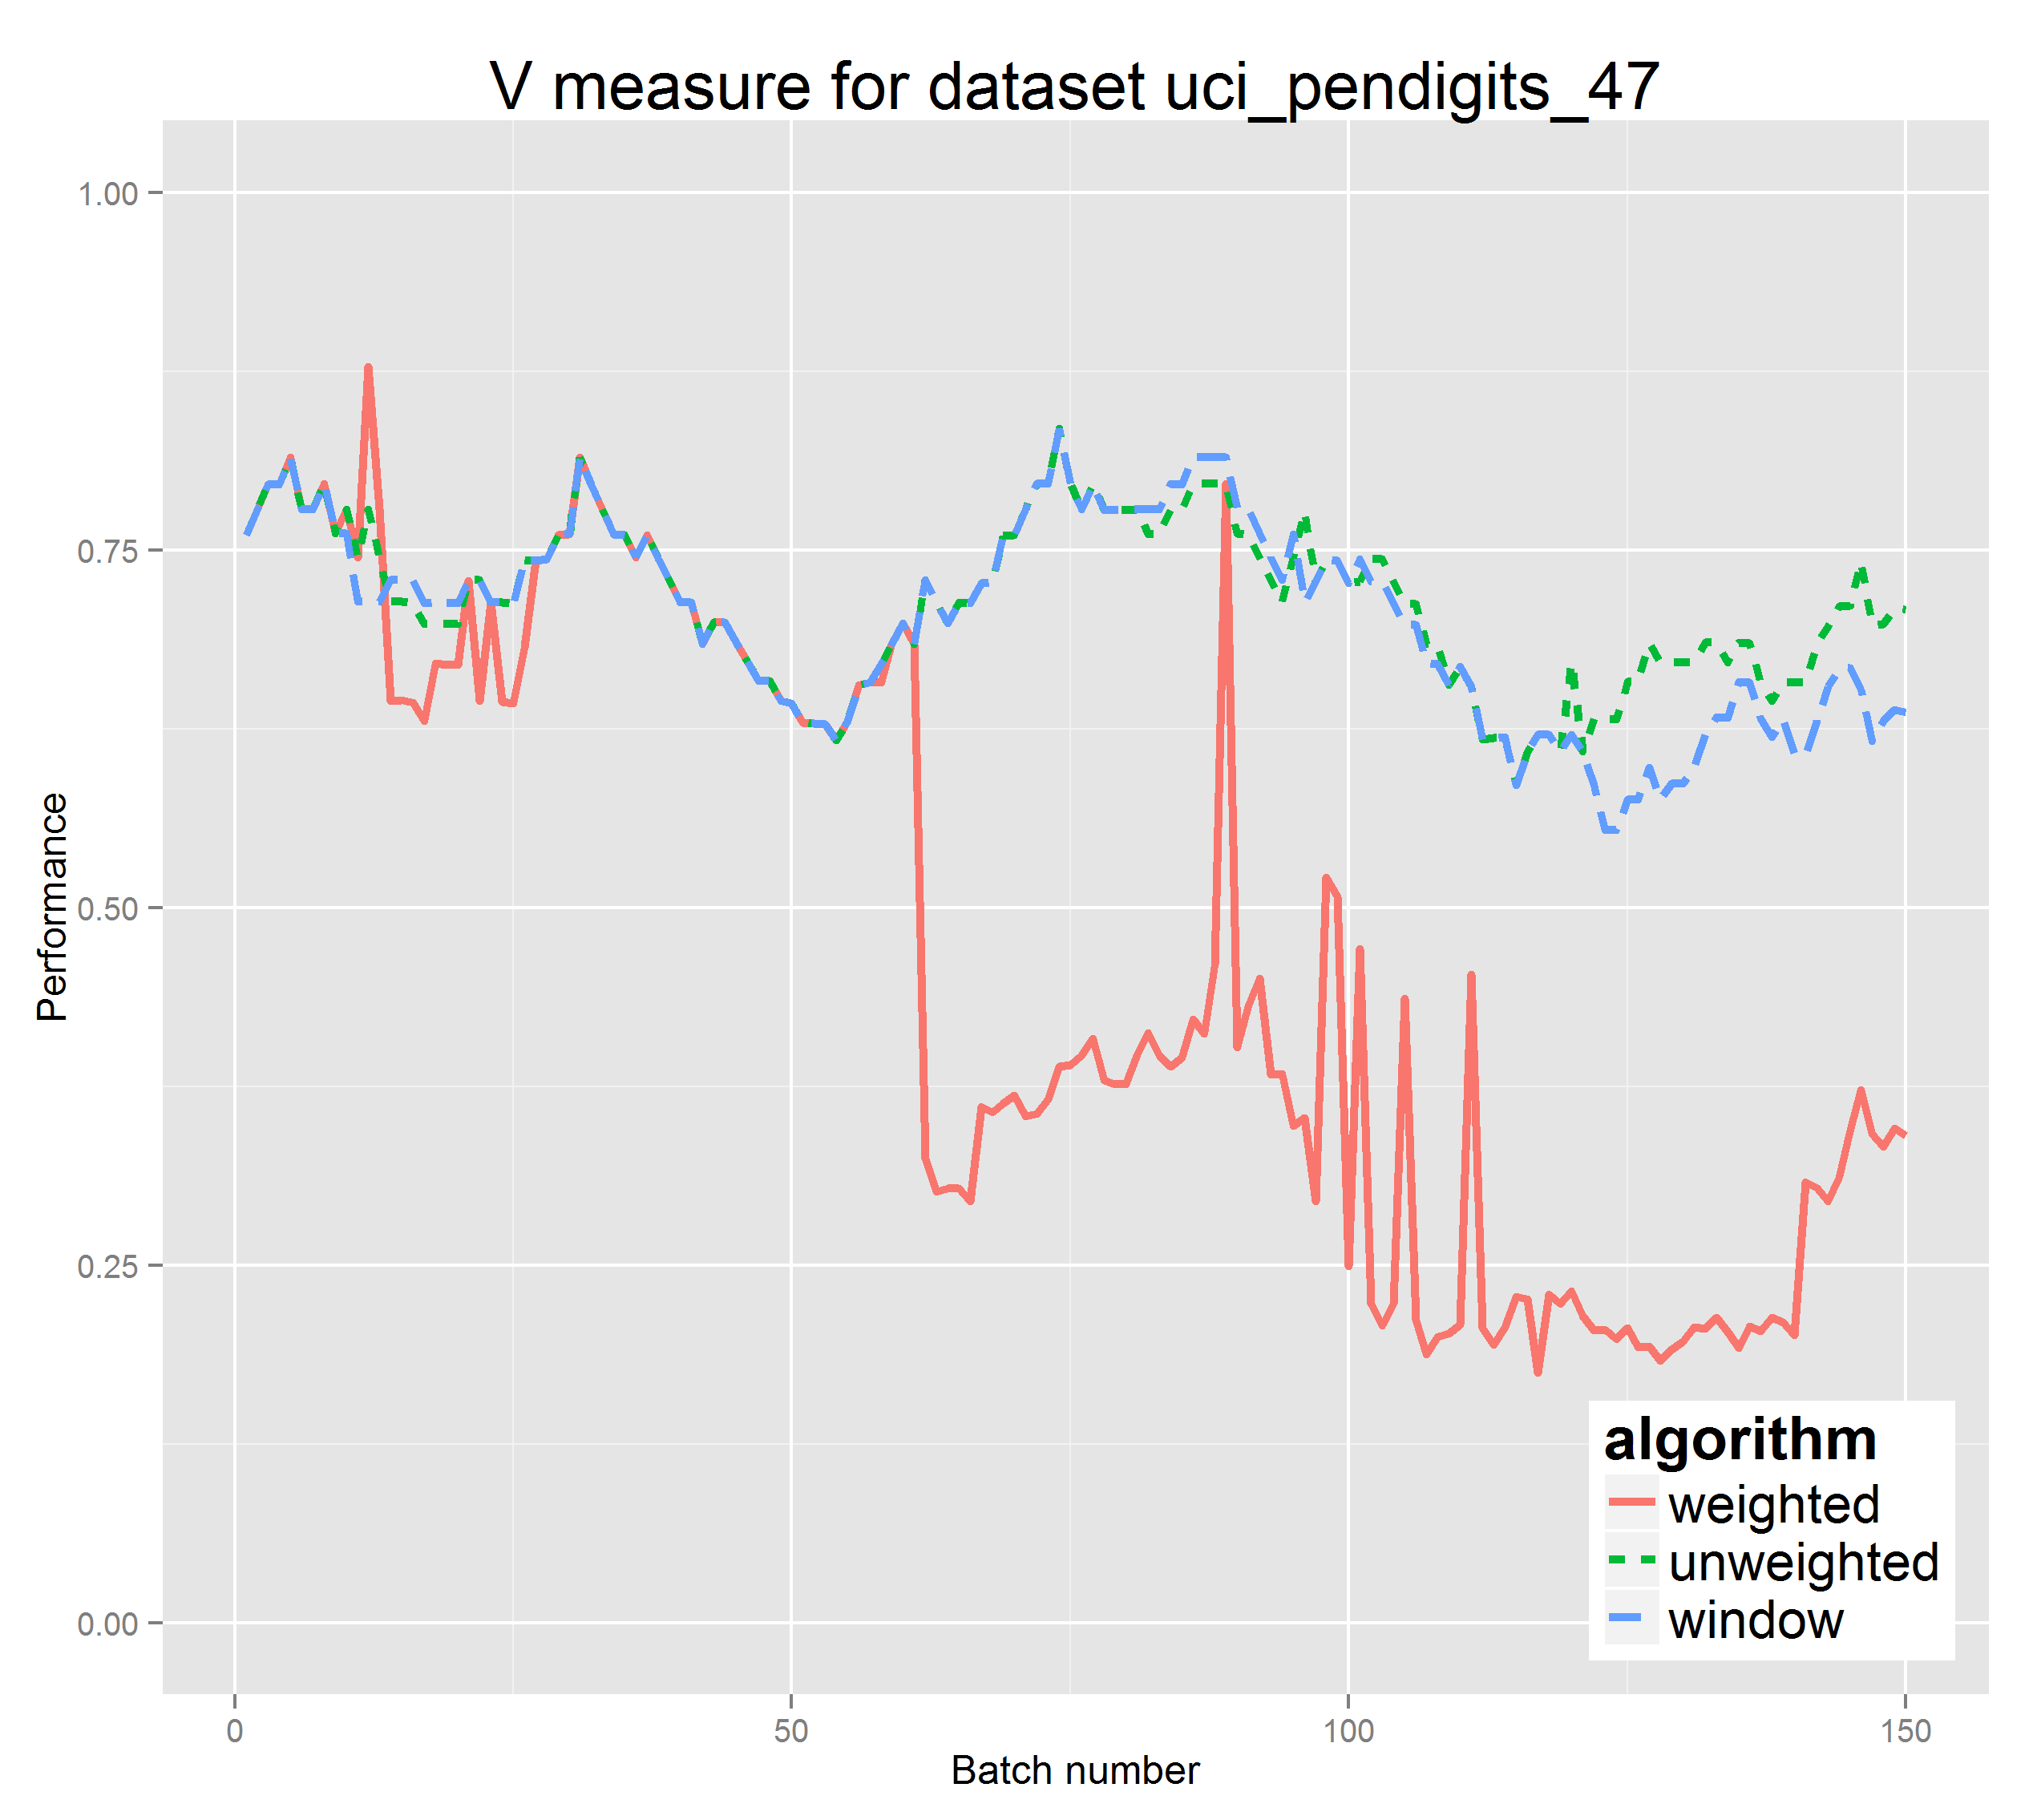 V measure for dataset uci_pendigits_47
1.00
0.75
0.50
0.25
0.00
Performance
0
50
100
150
Batch number
algorithm
weighted
unweighted
window